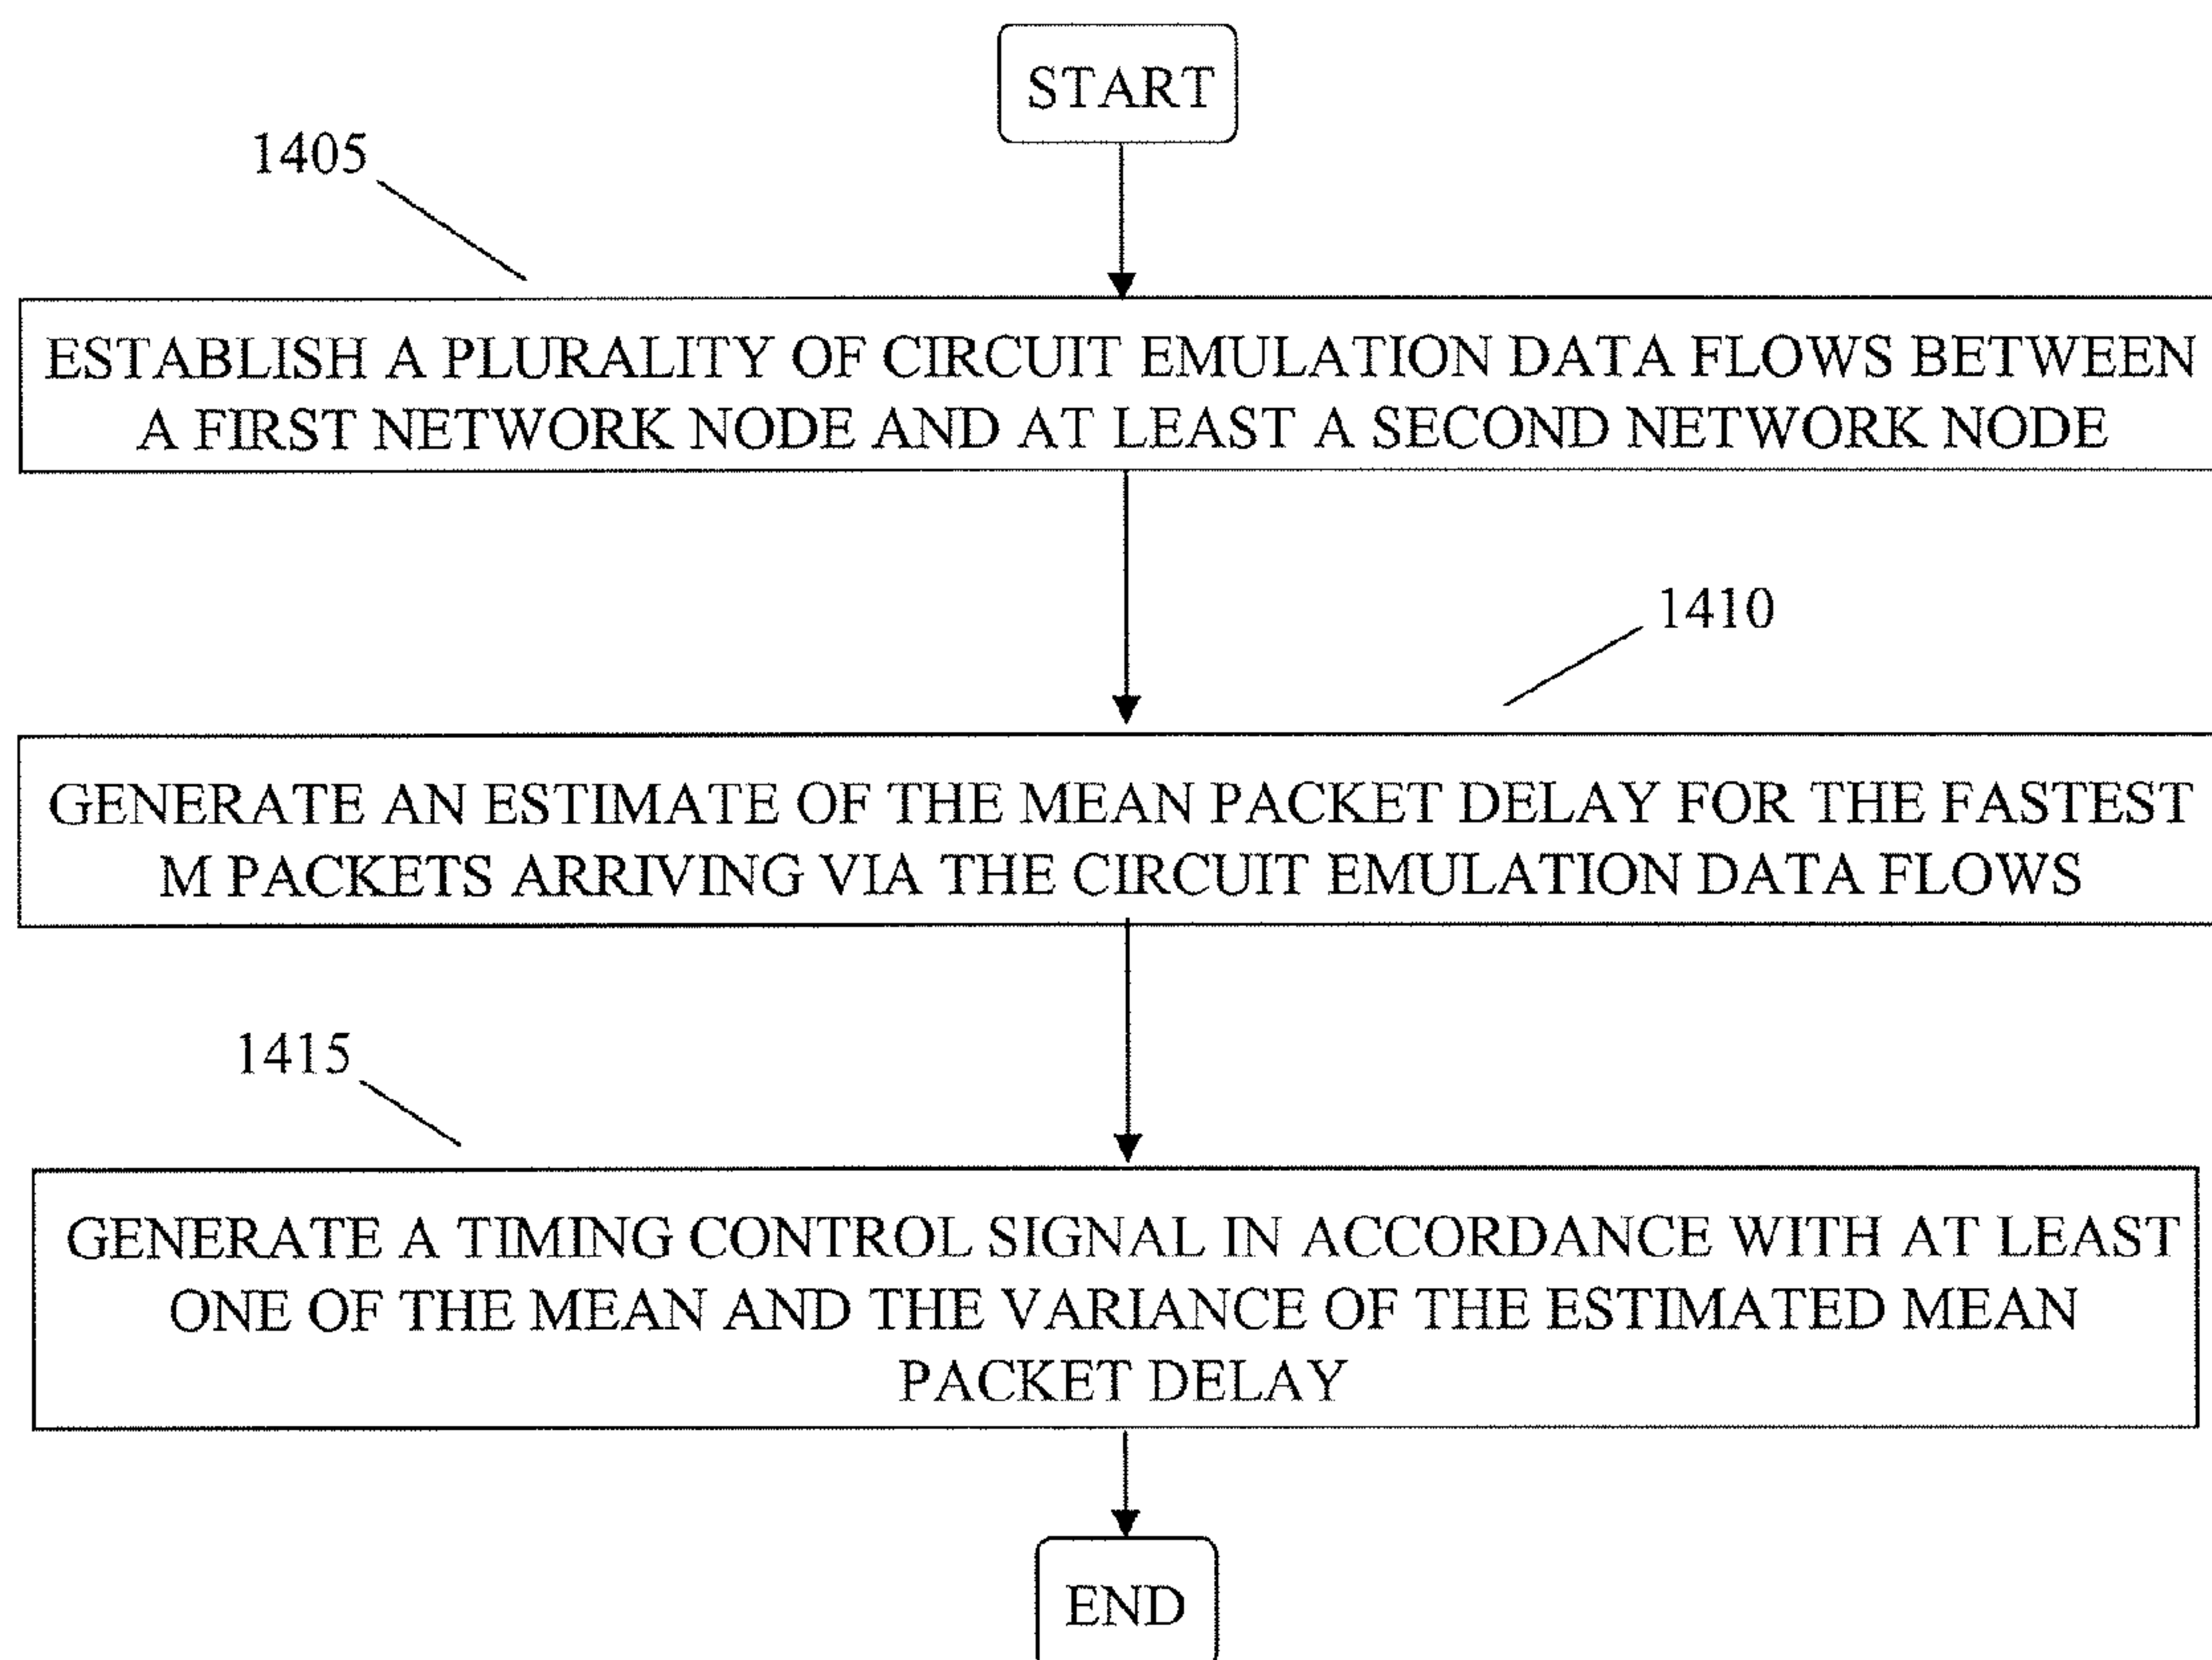 START
1405
ESTABLISH A PLURALITY OF CIRCUIT EMULATION DATA FLOWS BETWEEN
A FIRST NETWORK NODE AND AT LEAST A SECOND NETWORK NODE
1410
GENERATE AN ESTIMATE OF THE MEAN PACKET DELAY FOR THE FASTEST
M PACKETS ARRIVING VIA THE CIRCUIT EMULATION DATA FLOWS
1415
GENERATE A TIMING CONTROL SIGNAL IN ACCORDANCE WITH AT LEAST
ONE OF THE MEAN AND THE VARIANCE OF THE ESTIMATED MEAN
PACKET DELAY
END